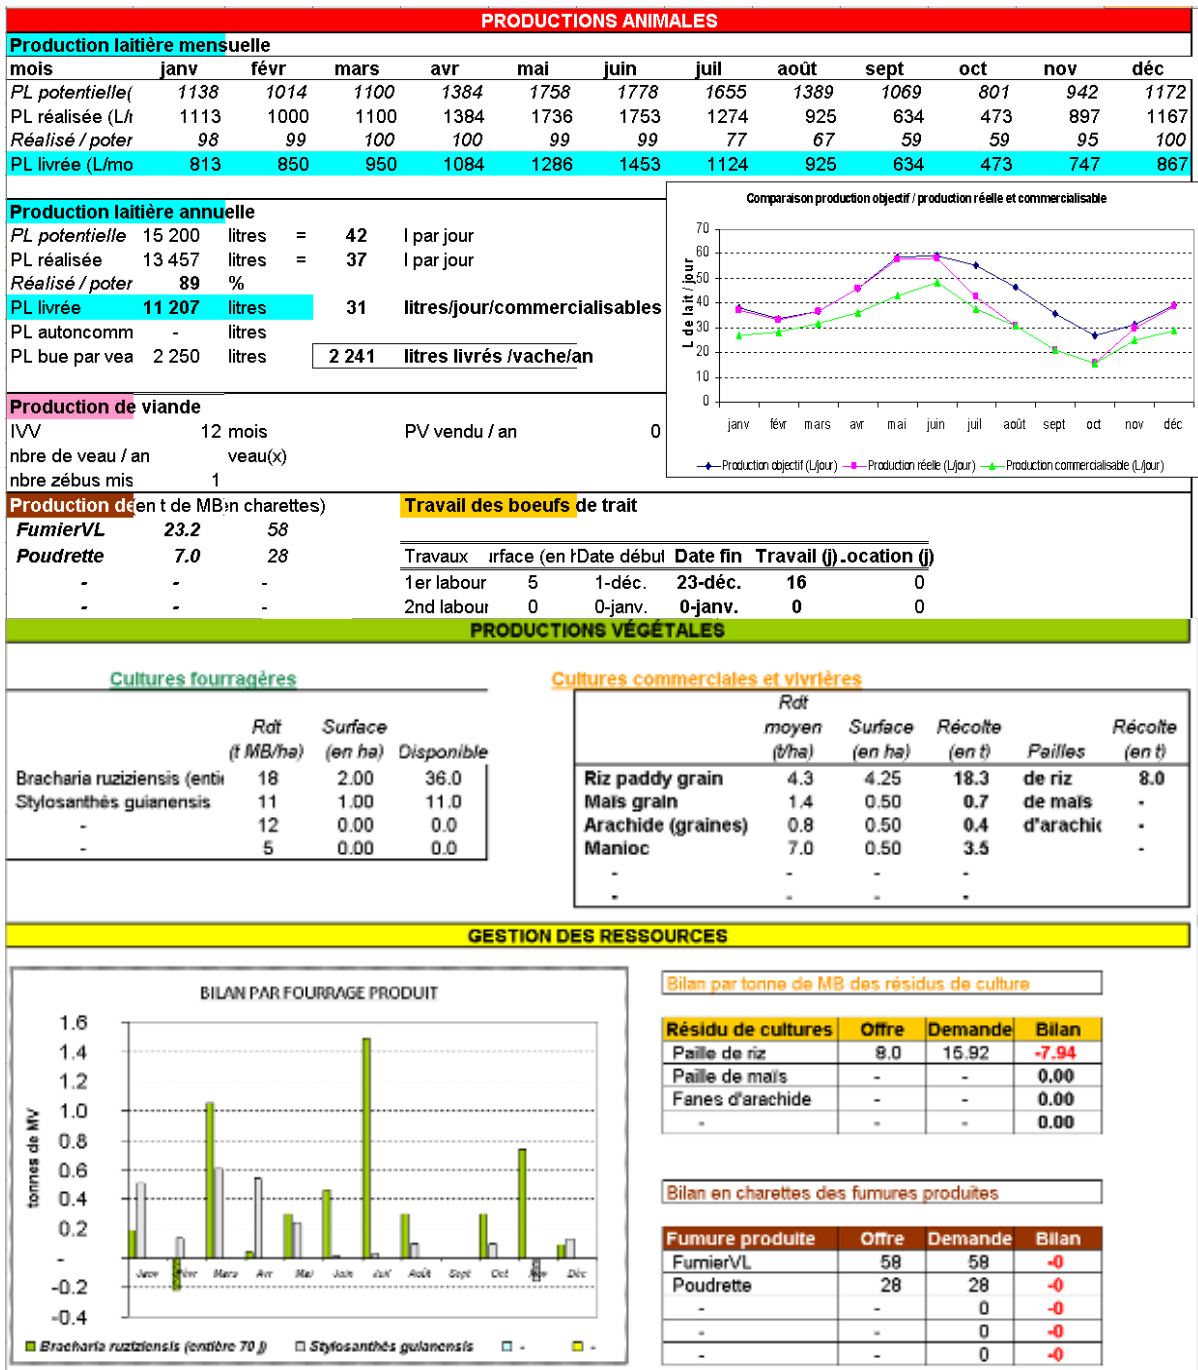 PRODUCTIONS ANIMALES
Production laitière mensuelle
mois janv févr mars avr mai juin juil août sept oct nov déc
PL potentielle( 1138 1014 1100 1384 1758 1778 1655 1389 1069 801 942 1172
PL réalisée (L/r 1113 1000 1100 1384 1736 1753 1274 925 634 473 897 1167
Réalisé / poter 98 99 100 100 99 99 77 67 59 59 95 100
PL livrée (L/mo 813 850 950 1084 1286 1453 1124 925 634 473 747 867
Production laitière annuelle
PL potentielle 15 200 litres = 42 l par jour
PL réalisée 13 457 litres = 37 l par jour
Réalisé / poter 89 %
PL livrée 11 207 litres 31 litres/jour/commercialisables
PL autoconomm - litres
PL bue par vea 2 250 litres 2 241 litres livrés /vache/an
Comparaison production objectif / production réelle et commercialisable
L de lait / jour
70
60
50
40
30
20
10
0
janv févr mars avr mai juin juil août sept oct nov déc
Production objectif (L/jour) Production réelle (L/jour) Production commercialisable (L/jour)
Production de viande
IVV 12 mois PV vendu / an 0
nbre de veau / an veau(x)
nbre zébus mis 1
Production de (en t de MB en charettes)
FumierVL 23.2 58
Poudrette 7.0 28
- - -
- - -
Travail des boeufs de trait
Travaux urface (en h Date début Date fin Travail (j) Location (j)
1er labour 5 1-déc. 23-déc. 16 0
2nd labour 0 0-janv. 0-janv. 0 0
PRODUCTIONS VÉGÉTALES
Cultures fourragères
Rdt (t MB/ha) Surface (en ha) Disponible
Bracharia ruziziensis (entiè 18 2.00 36.0
Stylosanthés guianensis 11 1.00 11.0
- 12 0.00 0.0
- 5 0.00 0.0
Cultures commerciales et vivrières
Rdt moyen (t/ha) Surface (en ha) Récolte (en t) Pailles Récolte (en t)
Riz paddy grain 4.3 4.25 18.3 de riz 8.0
Maïs grain 1.4 0.50 0.7 de maïs -
Arachide (graines) 0.8 0.50 0.4 d'arachic -
Manioc 7.0 0.50 3.5 -
- - - -
- - - -
GESTION DES RESSOURCES
BILAN PAR FOURRAGE PRODUIT
tonnes de MV
1.6
1.4
1.2
1.0
0.8
0.6
0.4
0.2
-
-0.2
-0.4
Janv Févr Mars Avr Mai Juin Juil Août Sept Oct Nov Déc
Bracharia ruziziensis (entière 70 j) Stylosanthés guianensis - -
Bilan par tonne de MB des résidus de culture
Résidu de cultures Offre Demande Bilan
Paille de riz 8.0 15.92 -7.94
Paille de maïs - - 0.00
Fanes d'arachide - - 0.00
- - - 0.00
Bilan en charettes des fumures produites
Fumure produite Offre Demande Bilan
FumierVL 58 58 -0
Poudrette 28 28 -0
- - 0 -0
- - 0 -0
- - 0 -0